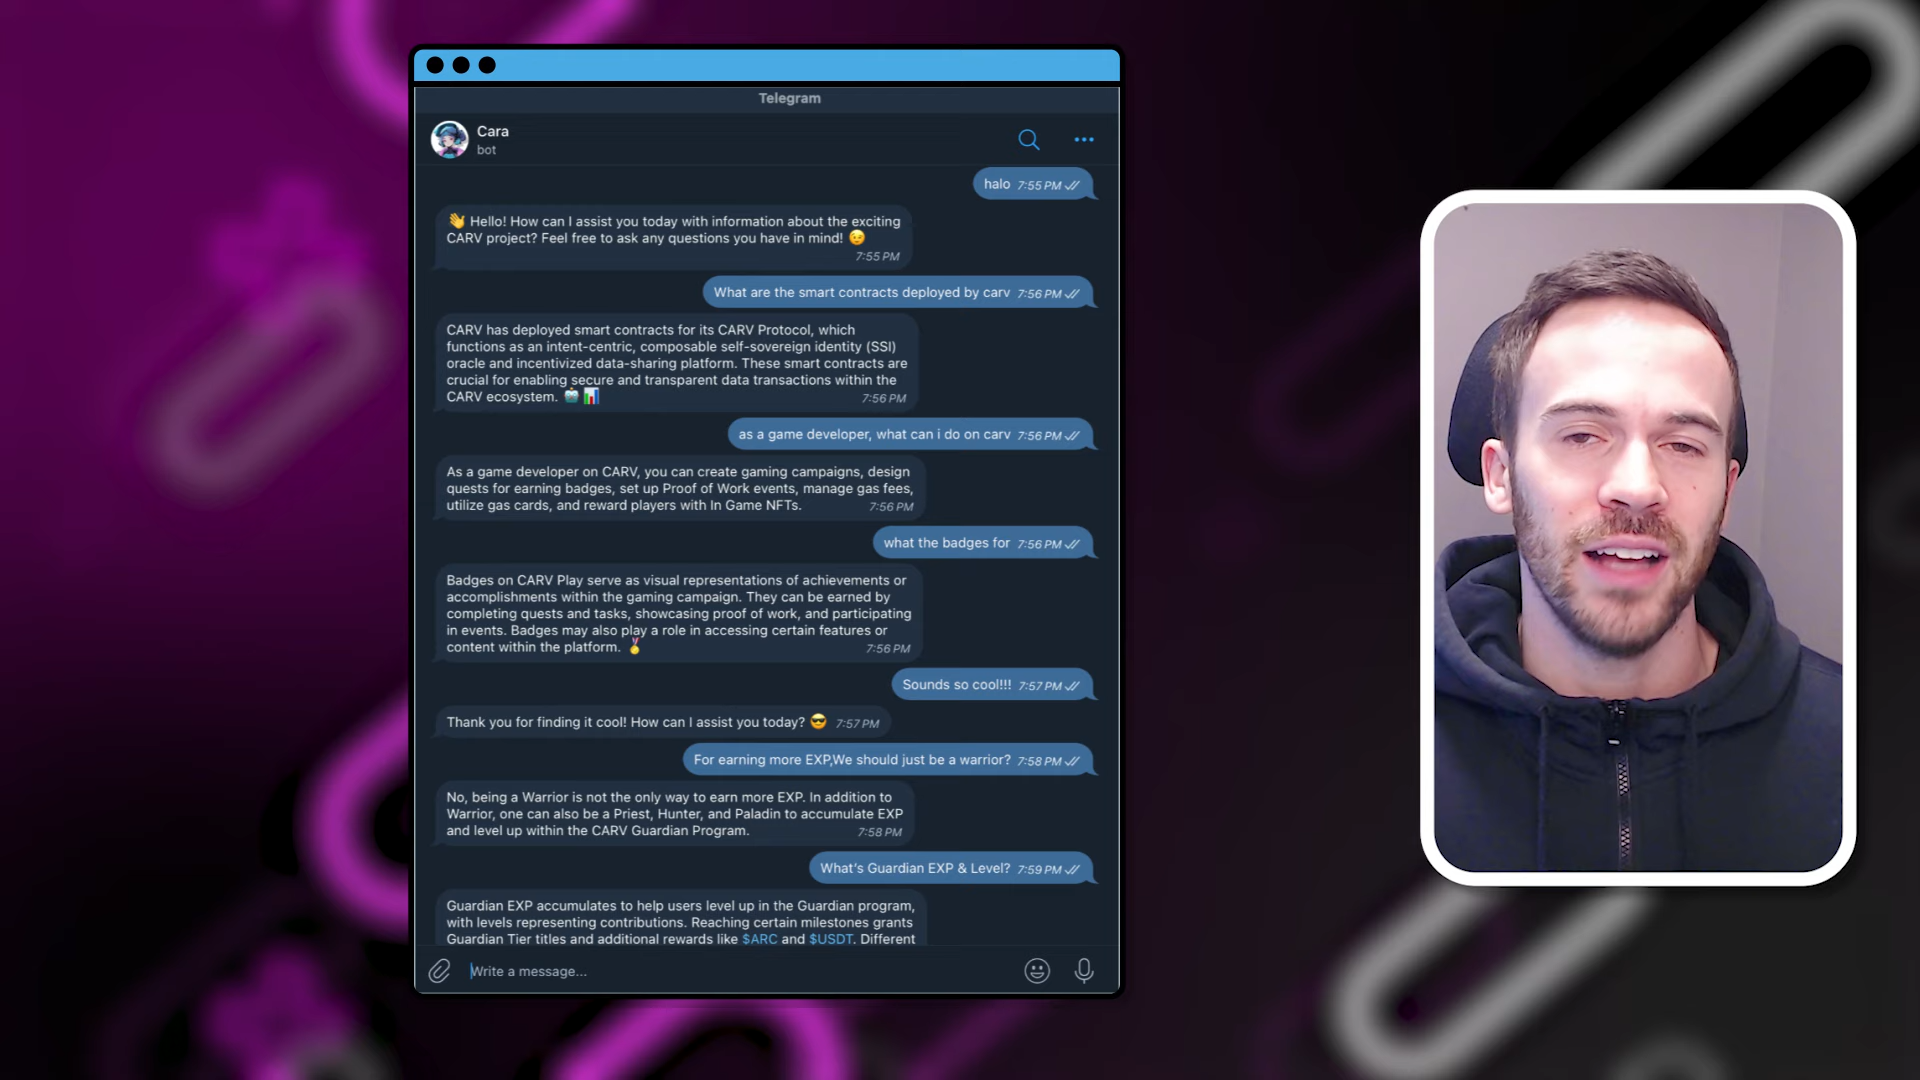 Telegram
Cara
bot
halo 7:55 PM
👋 Hello! How can I assist you today with information about the exciting
CARV project? Feel free to ask any questions you have in mind! 😉
7:55 PM
What are the smart contracts deployed by carv 7:56 PM
CARV has deployed smart contracts for its CARV Protocol, which
functions as an intent-centric, composable self-sovereign identity (SSI)
oracle and incentivized data-sharing platform. These smart contracts are
crucial for enabling secure and transparent data transactions within the
CARV ecosystem. 🤖📊 7:56 PM
as a game developer, what can i do on carv 7:56 PM
As a game developer on CARV, you can create gaming campaigns, design
quests for earning badges, set up Proof of Work events, manage gas fees,
utilize gas cards, and reward players with In Game NFTs. 7:56 PM
what the badges for 7:56 PM
Badges on CARV Play serve as visual representations of achievements or
accomplishments within the gaming campaign. They can be earned by
completing quests and tasks, showcasing proof of work, and participating
in events. Badges may also play a role in accessing certain features or
content within the platform. 🏅 7:56 PM
Sounds so cool!!! 7:57 PM
Thank you for finding it cool! How can I assist you today? 😎 7:57 PM
For earning more EXP,We should just be a warrior? 7:58 PM
No, being a Warrior is not the only way to earn more EXP. In addition to
Warrior, one can also be a Priest, Hunter, and Paladin to accumulate EXP
and level up within the CARV Guardian Program. 7:58 PM
What's Guardian EXP & Level? 7:59 PM
Guardian EXP accumulates to help users level up in the Guardian program,
with levels representing contributions. Reaching certain milestones grants
Guardian Tier titles and additional rewards like $ARC and $USDT. Different
Write a message...